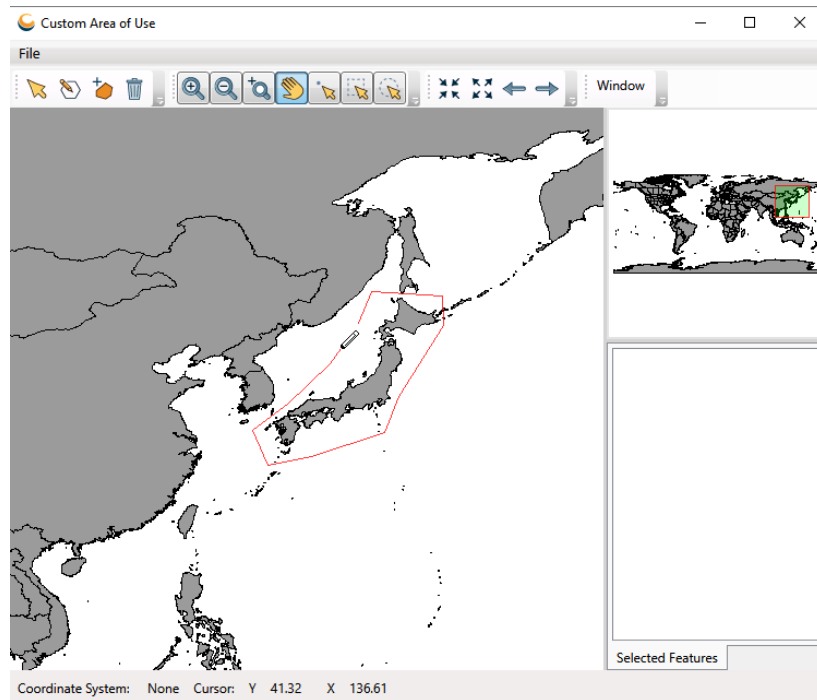 Custom Area of Use
File
Window
Selected Features
Coordinate System: None Cursor: Y 41.32 X 136.61